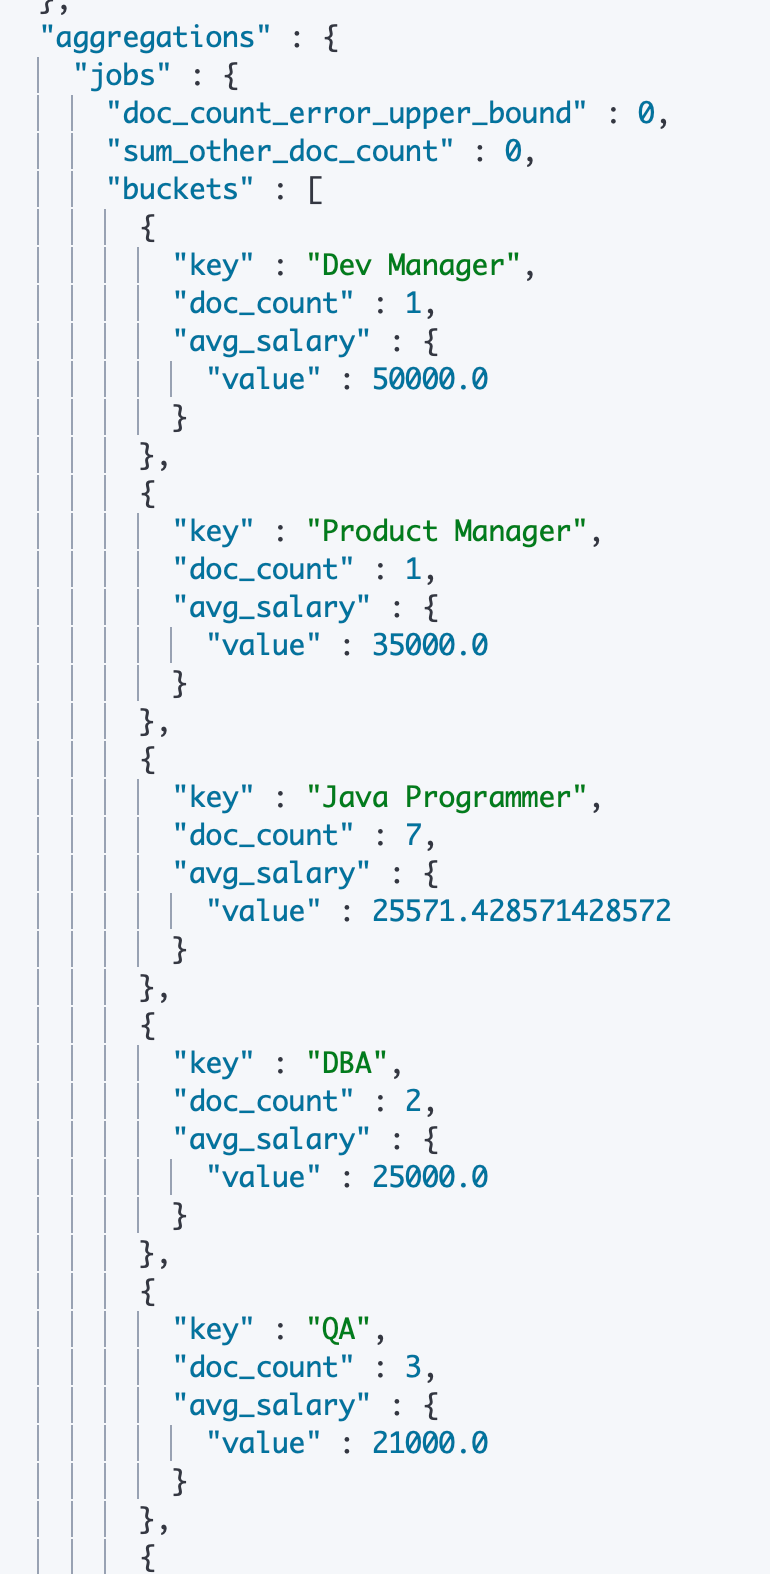 },
"aggregations" : {
"jobs" : {
"doc_count_error_upper_bound" : 0,
"sum_other_doc_count" : 0,
"buckets" : [
{
"key" : "Dev Manager",
"doc_count" : 1,
"avg_salary" : {
"value" : 50000.0
}
},
{
"key" : "Product Manager",
"doc_count" : 1,
"avg_salary" : {
"value" : 35000.0
}
},
{
"key" : "Java Programmer",
"doc_count" : 7,
"avg_salary" : {
"value" : 25571.428571428572
}
},
{
"key" : "DBA",
"doc_count" : 2,
"avg_salary" : {
"value" : 25000.0
}
},
{
"key" : "QA",
"doc_count" : 3,
"avg_salary" : {
"value" : 21000.0
}
},
{